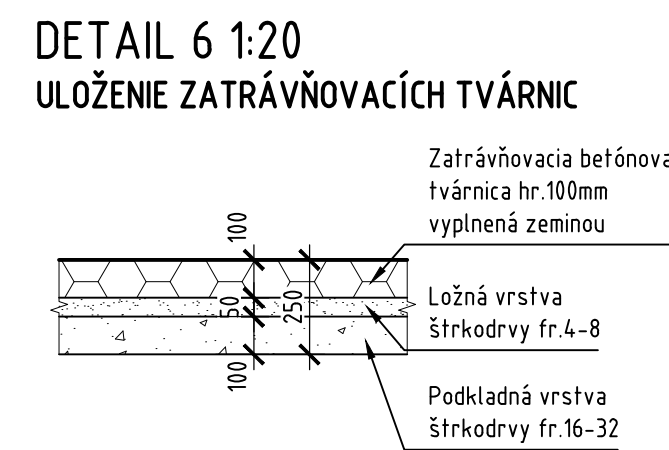 DETAIL 6 1:20
ULOŽENIE ZATRÁVŇOVACÍCH TVÁRNIC
Zatrávňovacia betónova
tvárnica hr.100mm
vyplnená zeminou
100
50
250
100
Ložná vrstva
štrkodrvy fr.4-8
Podkladná vrstva
štrkodrvy fr.16-32